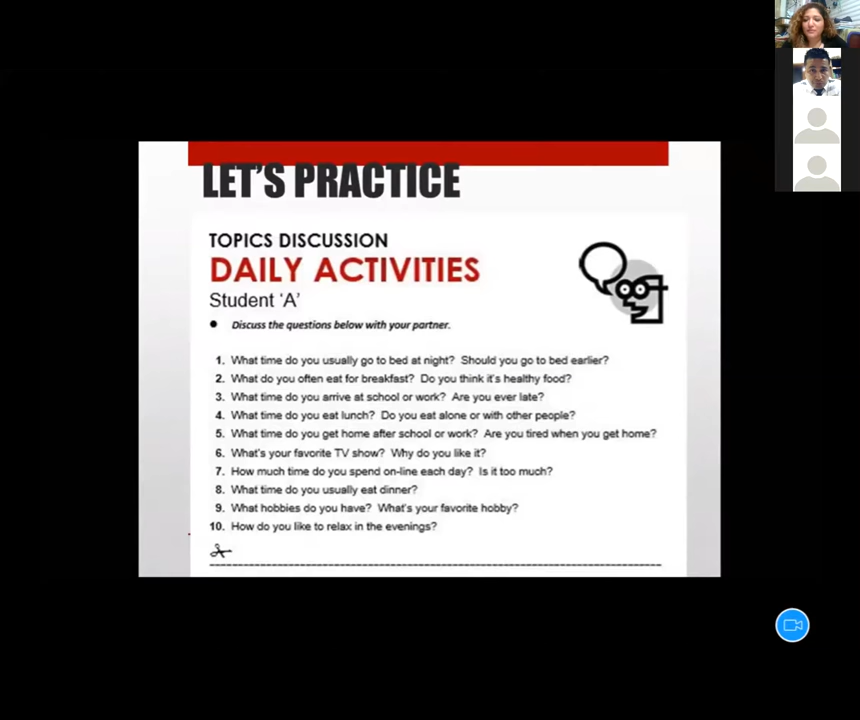 LET'S PRACTICE
TOPICS DISCUSSION
DAILY ACTIVITIES
Student 'A'
● Discuss the questions below with your partner.
1. What time do you usually go to bed at night? Should you go to bed earlier?
2. What do you often eat for breakfast? Do you think it's healthy food?
3. What time do you arrive at school or work? Are you ever late?
4. What time do you eat lunch? Do you eat alone or with other people?
5. What time do you get home after school or work? Are you tired when you get home?
6. What's your favorite TV show? Why do you like it?
7. How much time do you spend on-line each day? Is it too much?
8. What time do you usually eat dinner?
9. What hobbies do you have? What's your favorite hobby?
10. How do you like to relax in the evenings?